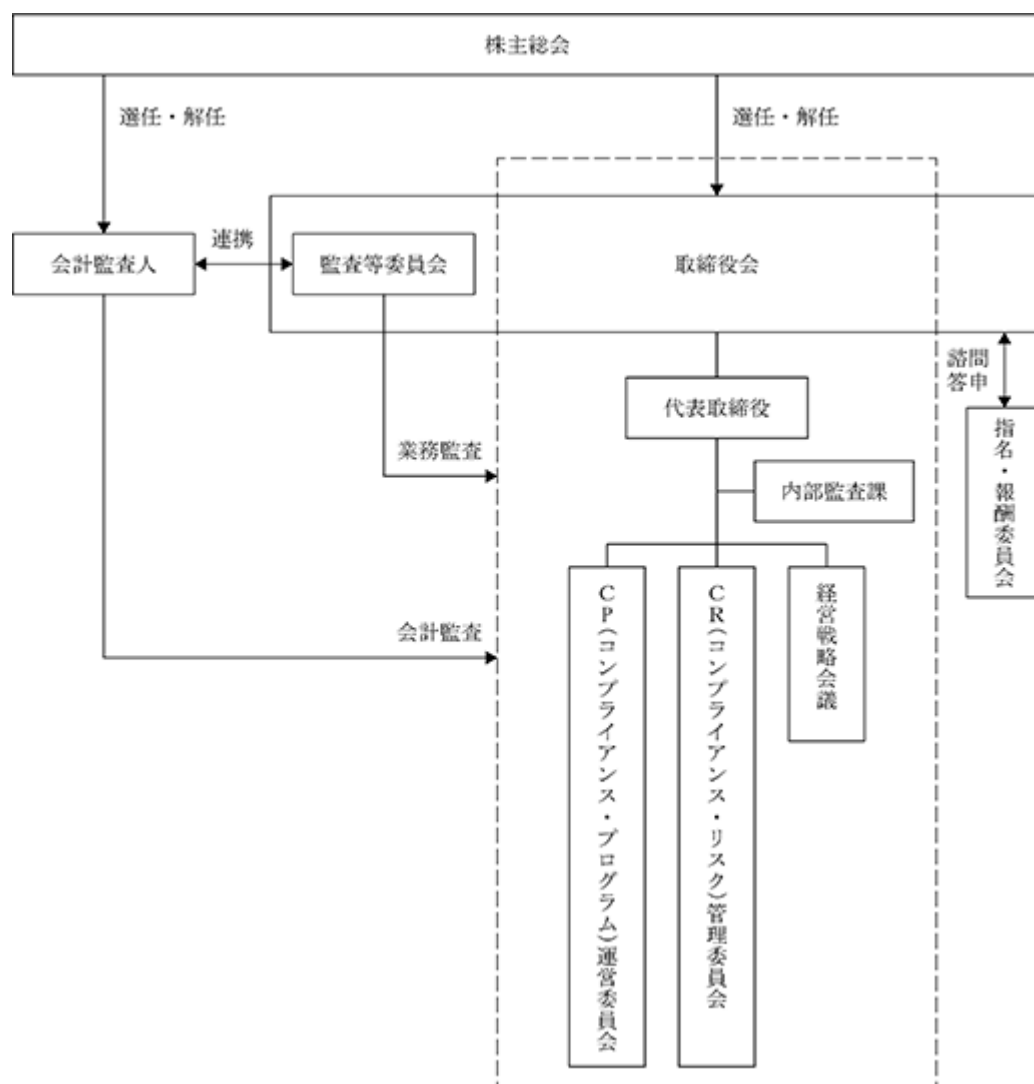 株主総会
選任・解任
選任・解任
会計監査人
連携
監査等委員会
取締役会
諮問
答申
代表取締役
指名・報酬委員会
業務監査
内部監査課
CP(コンプライアンス・プログラム)運営委員会
CR(コンプライアンス・リスク)管理委員会
経営戦略会議
会計監査